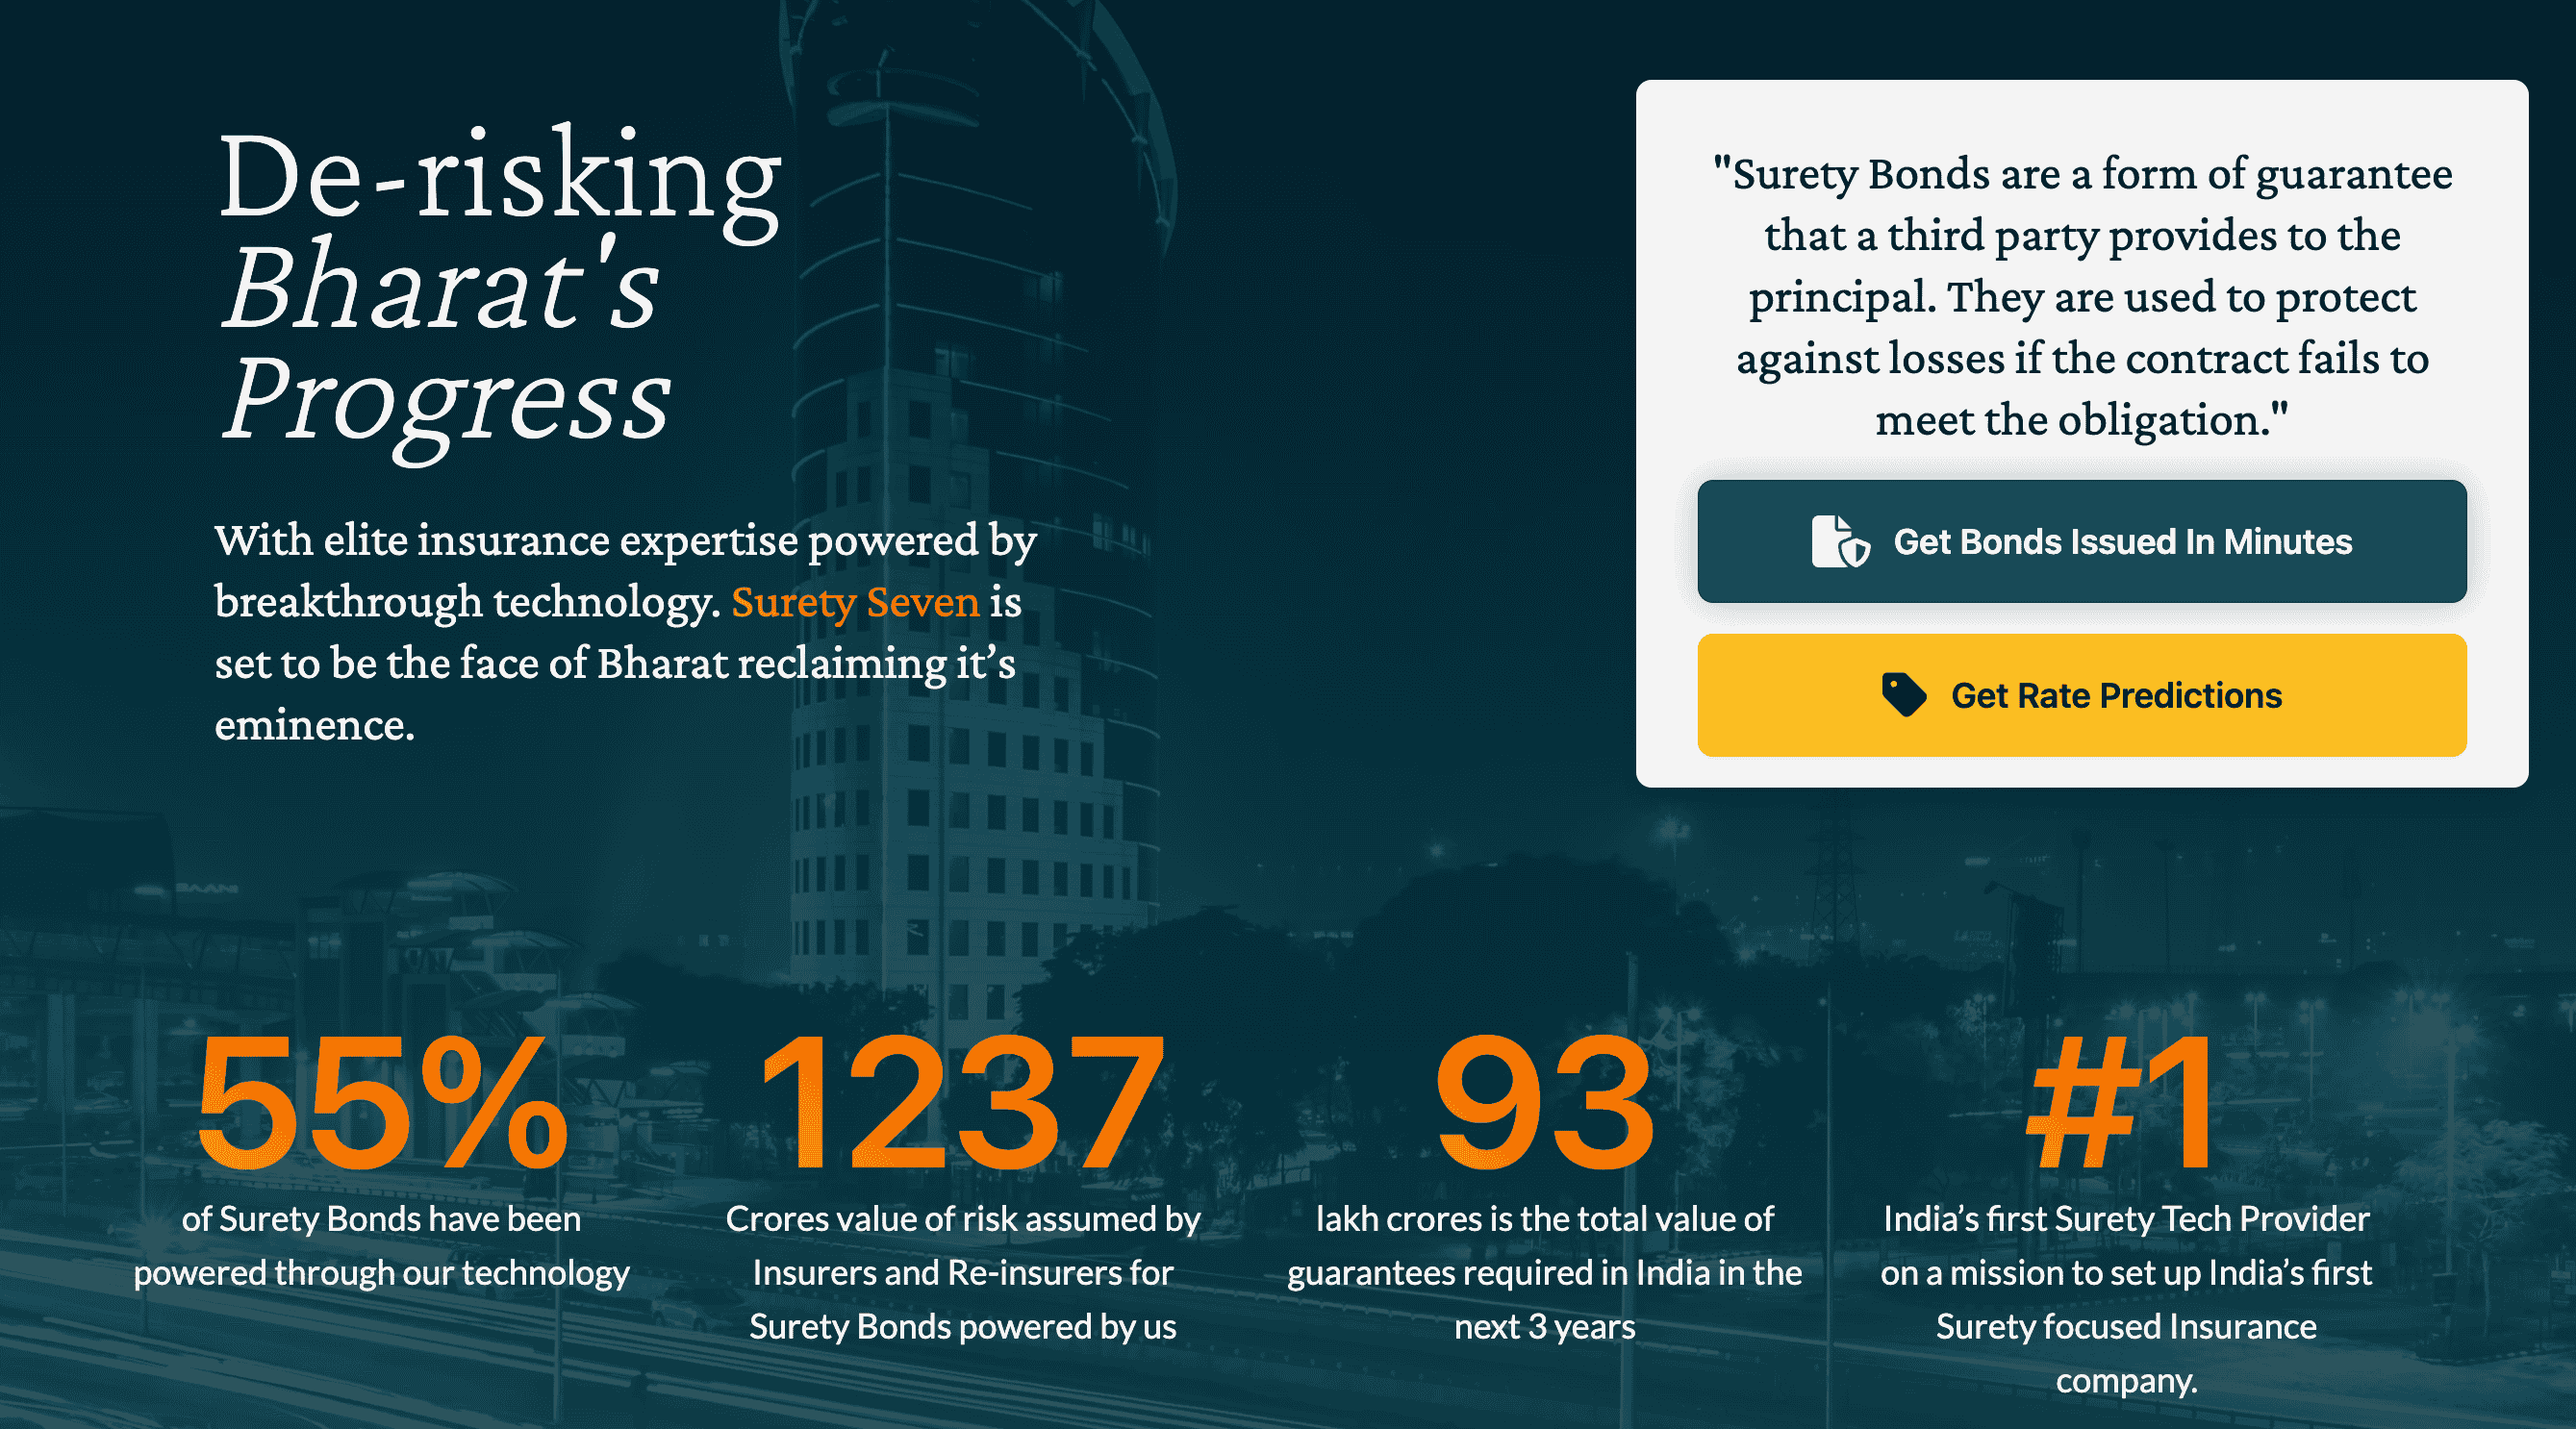 De-risking
Bharat's
Progress
With elite insurance expertise powered by
breakthrough technology. Surety Seven is
set to be the face of Bharat reclaiming it’s
eminence.
"Surety Bonds are a form of guarantee
that a third party provides to the
principal. They are used to protect
against losses if the contract fails to
meet the obligation."
Get Bonds Issued In Minutes
Get Rate Predictions
55%
of Surety Bonds have been
powered through our technology
1237
Crores value of risk assumed by
Insurers and Re-insurers for
Surety Bonds powered by us
93
lakh crores is the total value of
guarantees required in India in the
next 3 years
#1
India’s first Surety Tech Provider
on a mission to set up India’s first
Surety focused Insurance
company.